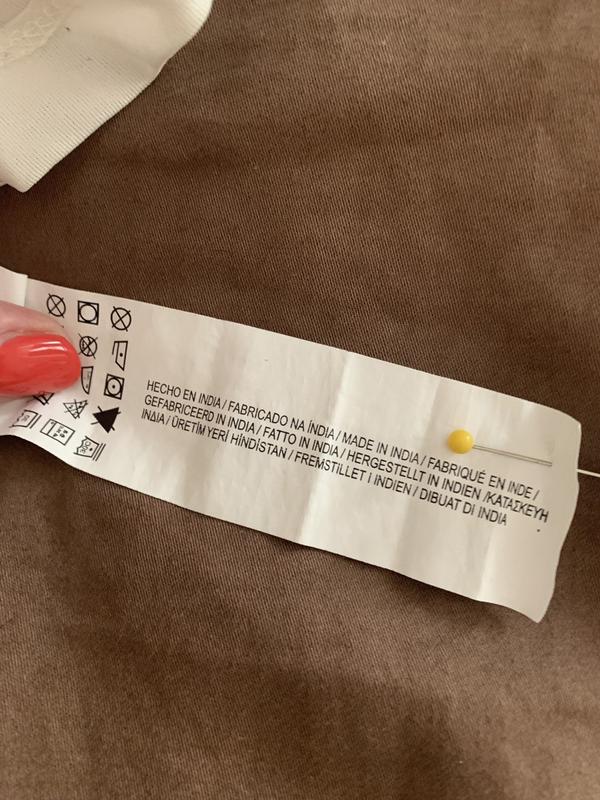 HECHO EN INDIA / FABRICADO NA ÍNDIA / MADE IN INDIA / FABRIQUÉ EN INDE /
GEFABRICEERD IN INDIA / FATTO IN INDIA / HERGESTELLT IN INDIEN /ΚΑΤΑΣΚΕΥΗ
ΙΝΔΙΑ / ÜRETİM YERİ HİNDİSTAN / FREMSTILLET I INDIEN / DIBUAT DI INDIA